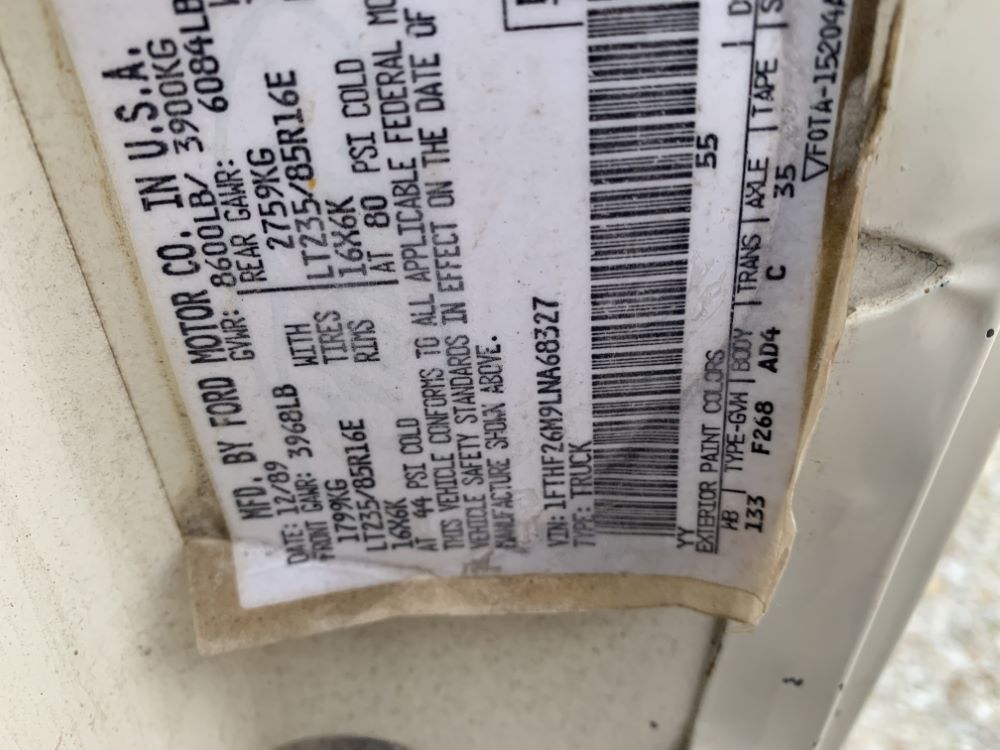 MFD. BY FORD MOTOR CO. IN U.S.A.
DATE: 12/89 GVWR: 8600LB/ 3900KG
FRONT GAWR: 3968LB REAR GAWR: 6084LB
1799KG WITH 2759KG
LT235/85R16E TIRES LT235/85R16E
16X6K RIMS 16X6K
AT 44 PSI COLD AT 80 PSI COLD
THIS VEHICLE CONFORMS TO ALL APPLICABLE FEDERAL
VEHICLE SAFETY STANDARDS IN EFFECT ON THE DATE OF
MANUFACTURE SHOWN ABOVE.
VIN: 1FTHF26M9LNA68327
TYPE: TRUCK
YY 55
EXTERIOR PAINT COLORS
WB | TYPE-GVW | BODY | TRANS | AXLE | TAPE
133 F268 AD4 C 35
▽FOTA-15204A